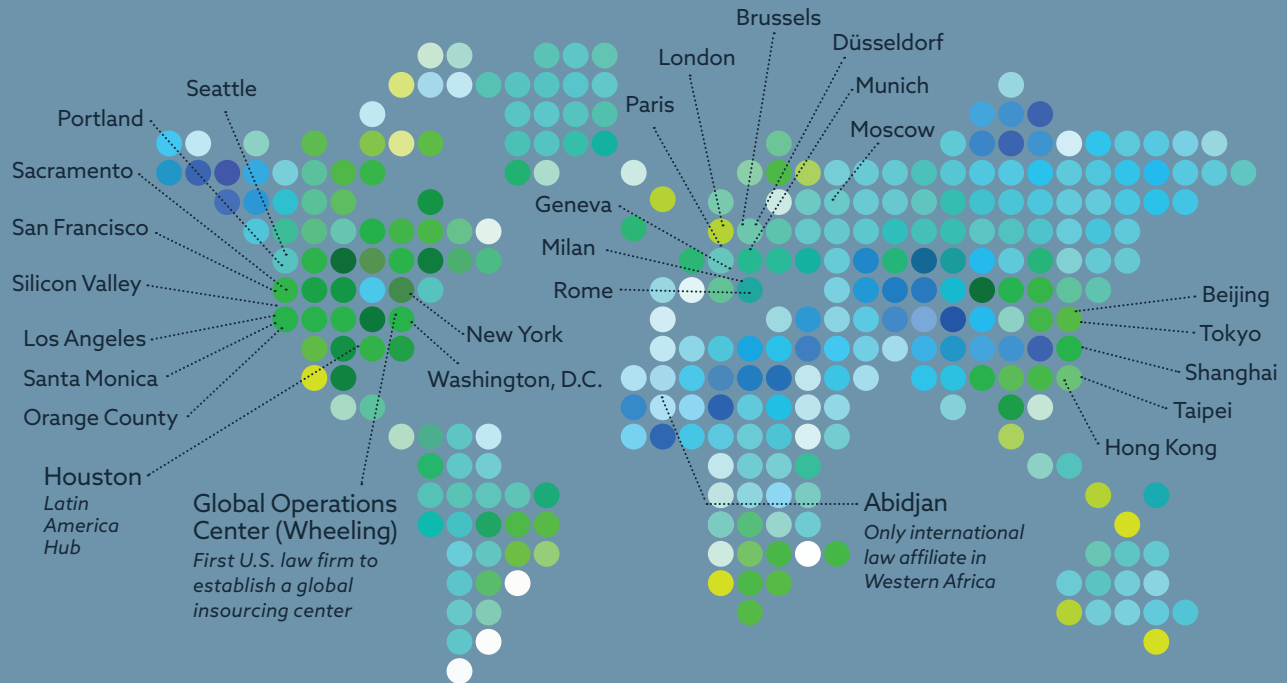 Seattle
Portland
Sacramento
San Francisco
Silicon Valley
Los Angeles
Santa Monica
Orange County
Houston
Latin
America
Hub
Global Operations
Center (Wheeling)
First U.S. law firm to
establish a global
insourcing center
New York
Washington, D.C.
Brussels
London
Düsseldorf
Paris
Munich
Moscow
Geneva
Milan
Rome
Abidjan
Only international
law affiliate in
Western Africa
Beijing
Tokyo
Shanghai
Taipei
Hong Kong